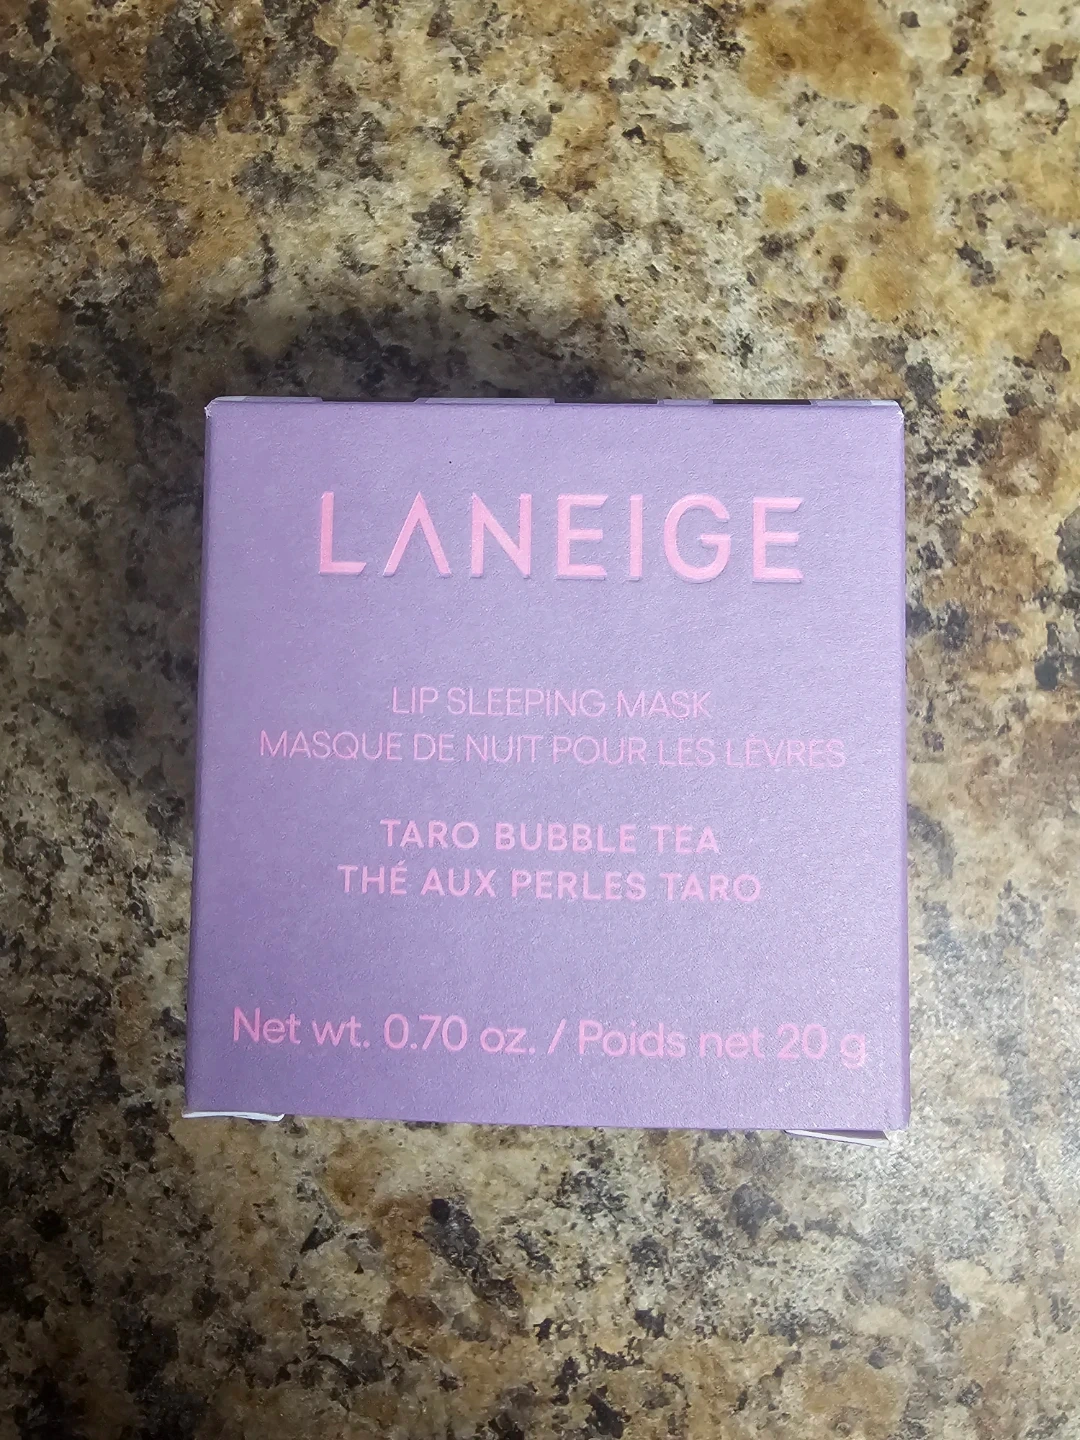 LANEIGE
LIP SLEEPING MASK
MASQUE DE NUIT POUR LES LÈVRES
TARO BUBBLE TEA
THÉ AUX PERLES TARO
Net wt. 0.70 oz. / Poids net 20 g